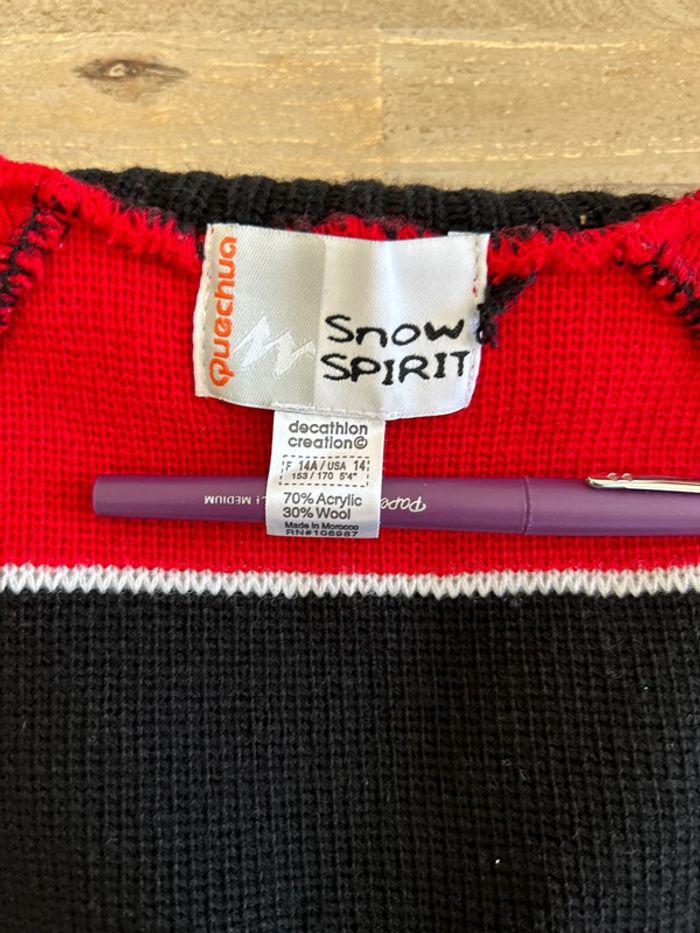 Quechua
Snow
SPIRIT
decathlon
creation©
F 14A / USA 14
153 / 170 5'4"
70% Acrylic
30% Wool
Made in Morocco
RN#106987
Pape
MEDIUM